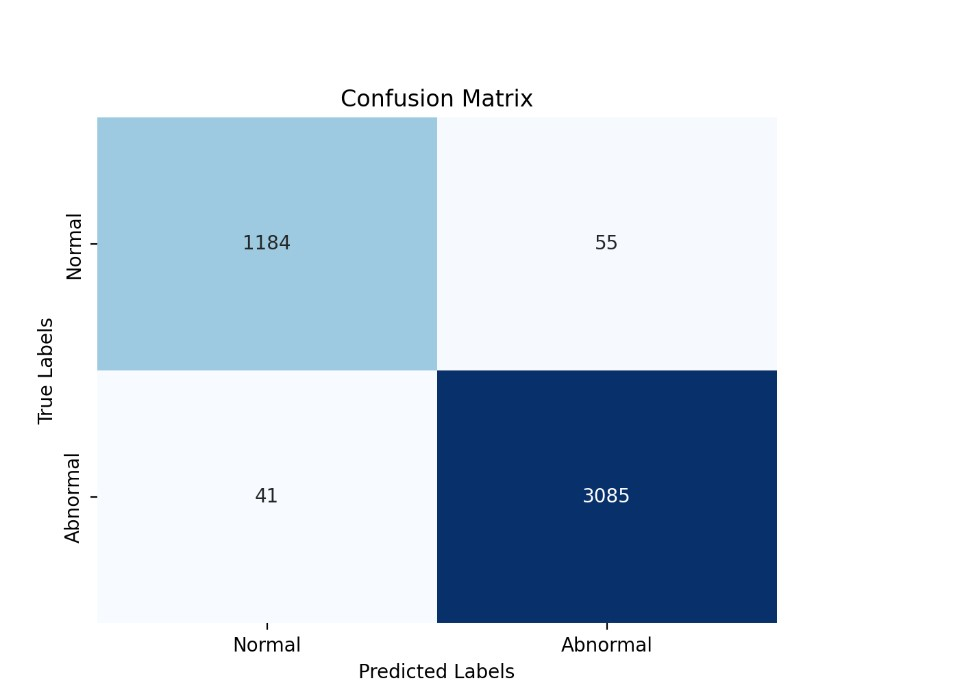 Confusion Matrix
Normal
1184
55
True Labels
Abnormal
41
3085
Normal
Abnormal
Predicted Labels